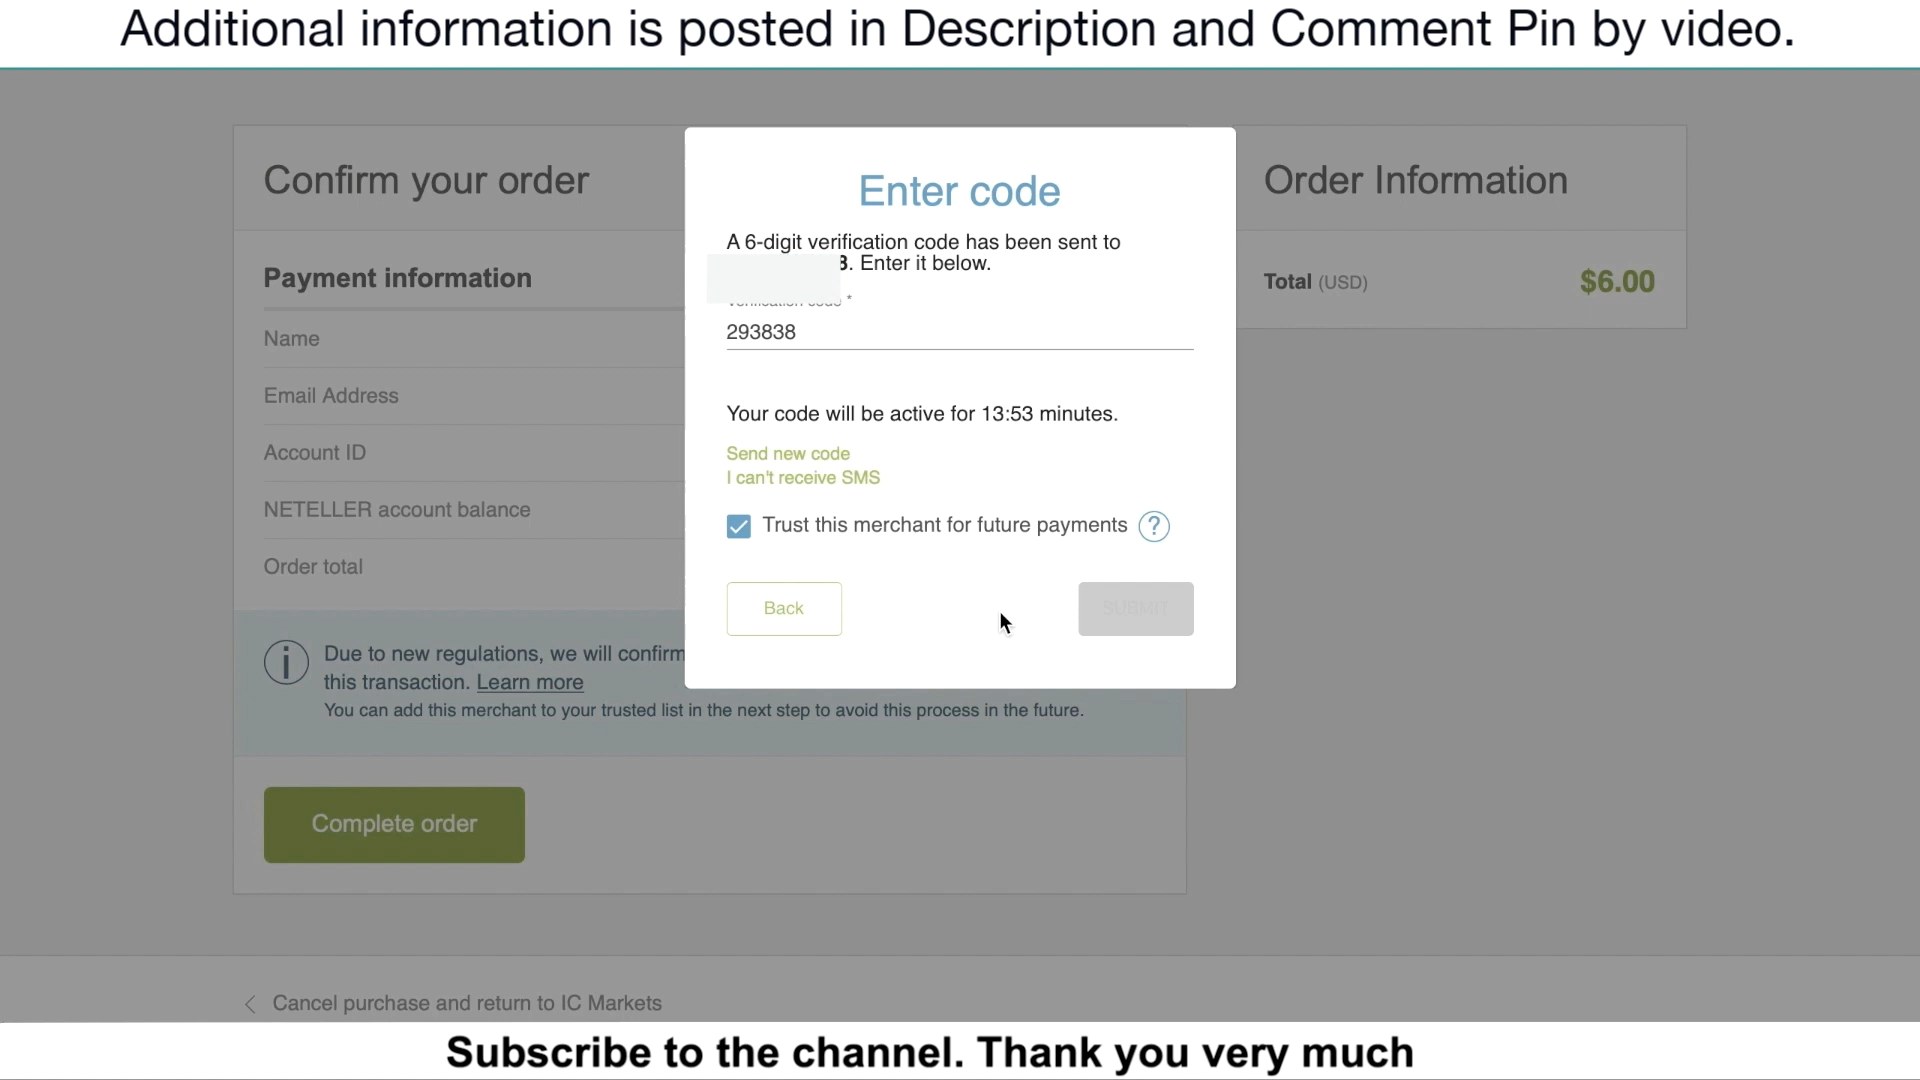 Additional information is posted in Description and Comment Pin by video.
Confirm your order
Payment information
Name
Email Address
Account ID
NETELLER account balance
Order total
Due to new regulations, we will confirm
this transaction. Learn more
You can add this merchant to your trusted list in the next step to avoid this process in the future.
Complete order
Enter code
A 6-digit verification code has been sent to
3. Enter it below.
293838
Your code will be active for 13:53 minutes.
Send new code
I can't receive SMS
Trust this merchant for future payments ?
Back
SUBMIT
Order Information
Total (USD) $6.00
Cancel purchase and return to IC Markets
Subscribe to the channel. Thank you very much